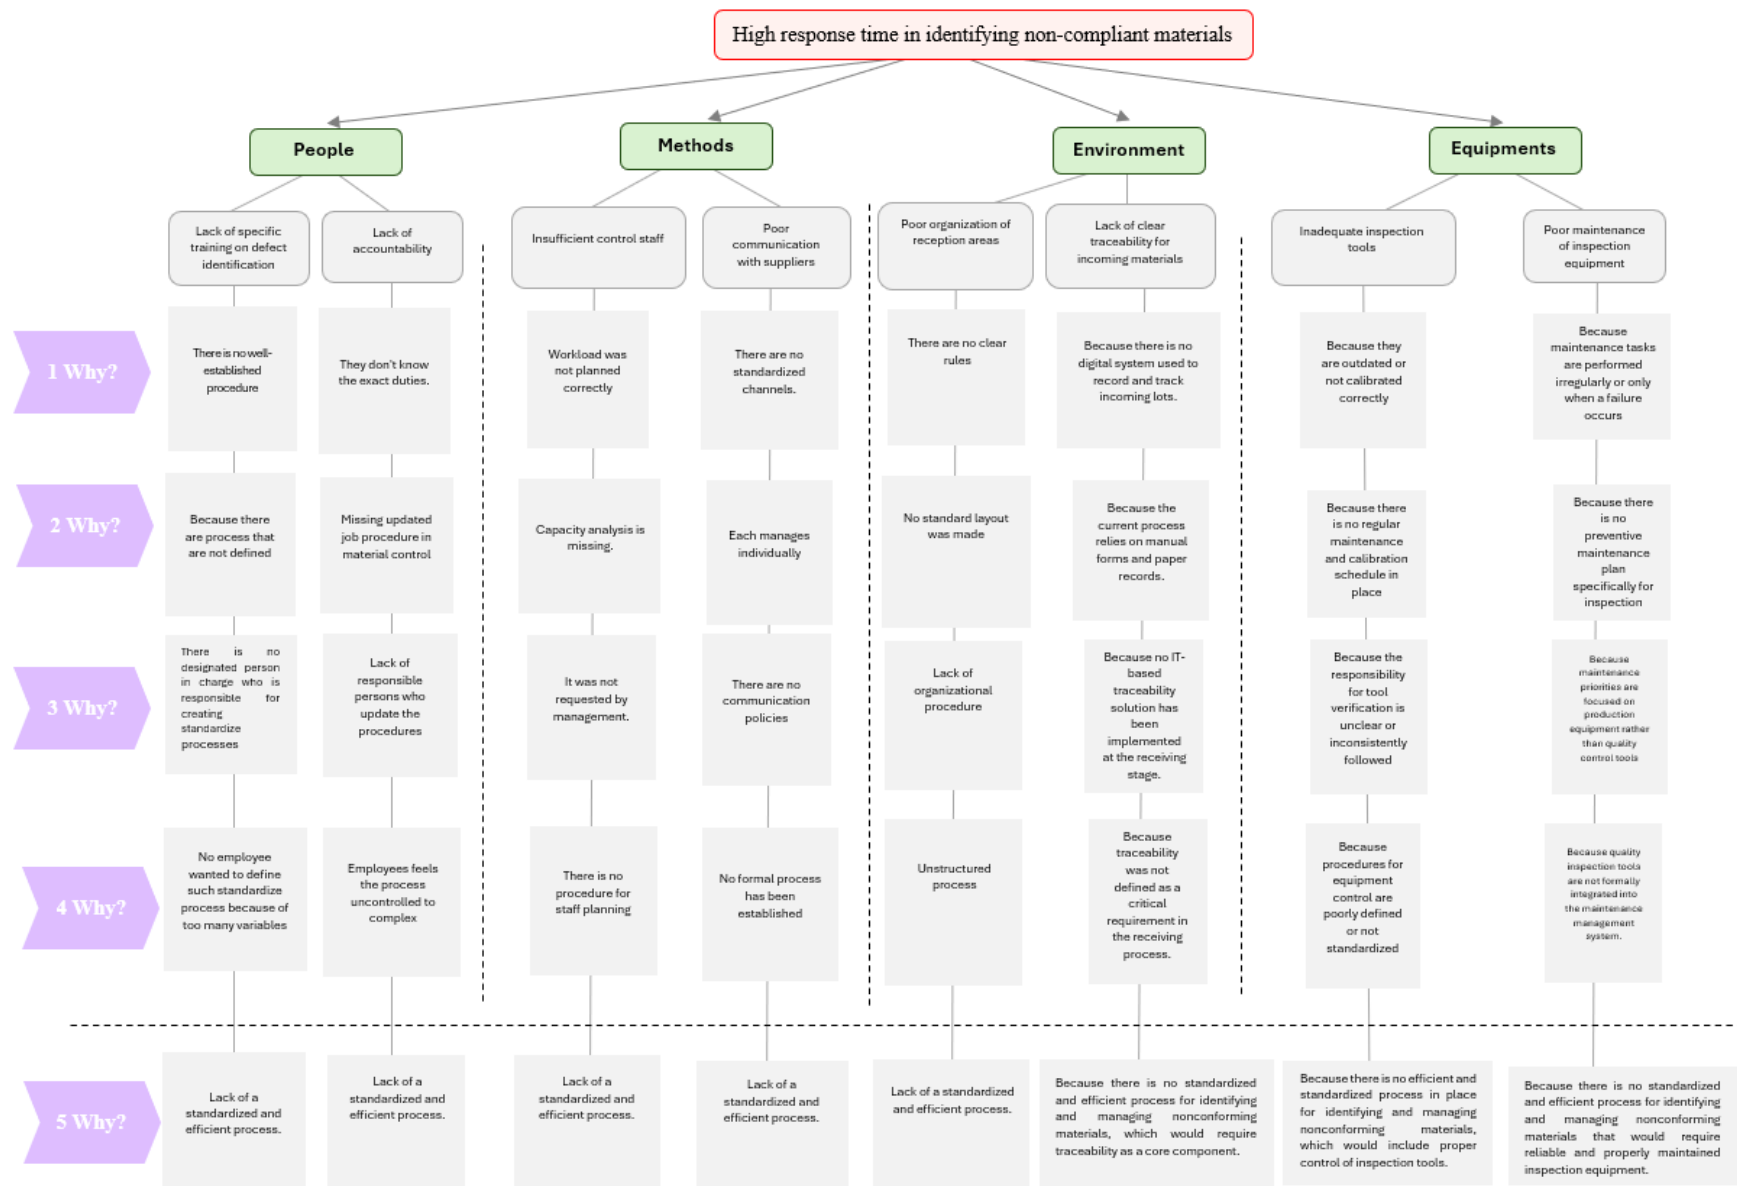 High response time in identifying non-compliant materials
People
Methods
Environment
Equipments
Lack of specific
training on defect
identification
Lack of
accountability
Insufficient control staff
Poor
communication
with suppliers
Poor organization of
reception areas
Lack of clear
traceability for
incoming materials
Inadequate inspection
tools
Poor maintenance
of inspection
equipment
1 Why?
There is no well-
established
procedure
They don't know
the exact duties.
Workload was
not planned
correctly
There are no
standardized
channels.
There are no clear
rules
Because there is no
digital system used to
record and track
incoming lots.
Because they
are outdated or
not calibrated
correctly
Because
maintenance tasks
are performed
irregularly or only
when a failure
occurs
2 Why?
Because there
are process that
are not defined
Missing updated
job procedure in
material control
Capacity analysis is
missing.
Each manages
individually
No standard layout
was made
Because the
current process
relies on manual
forms and paper
records.
Because there
is no regular
maintenance
and calibration
schedule in
place
Because there
is no
preventive
maintenance
plan
specifically for
inspection
3 Why?
There is no
designated person
in charge who is
responsible for
creating
standardize
processes
Lack of
responsible
persons who
update the
procedures
It was not
requested by
management.
There are no
communication
policies
Lack of
organizational
procedure
Because no IT-
based
traceability
solution has
been
implemented
at the receiving
stage.
Because the
responsibility
for tool
verification is
unclear or
inconsistently
followed
Because
maintenance
priorities are
focused on
production
equipment rather
than quality
control tools
4 Why?
No employee
wanted to define
such standardize
process because of
too many variables
Employees feels
the process
uncontrolled to
complex
There is no
procedure for
staff planning
No formal process
has been
established
Unstructured
process
Because
traceability
was not
defined as a
critical
requirement in
the receiving
process.
Because
procedures for
equipment
control are
poorly defined
or not
standardized
Because quality
inspection tools
are not formally
integrated into
the maintenance
management
system.
5 Why?
Lack of a
standardized and
efficient process.
Lack of a
standardized and
efficient process.
Lack of a
standardized and
efficient process.
Lack of a
standardized and
efficient process.
Lack of a standardized
and efficient process.
Because there is no standardized
and efficient process for identifying
and managing nonconforming
materials, which would require
traceability as a core component.
Because there is no efficient and
standardized process in place
for identifying and managing
nonconforming materials,
which would include proper
control of inspection tools.
Because there is no standardized
and efficient process for identifying
and managing nonconforming
materials that would require
reliable and properly maintained
inspection equipment.